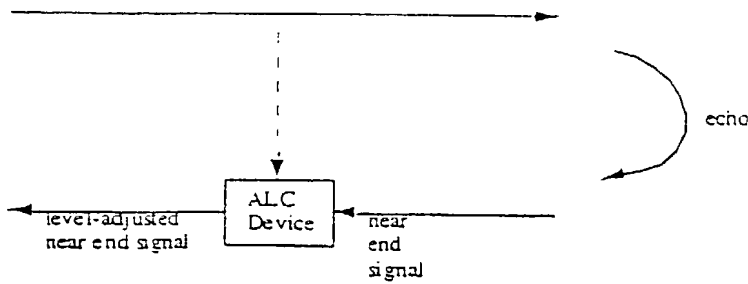 echo
ALC
Device
level-adjusted
near end signal
near
end
signal